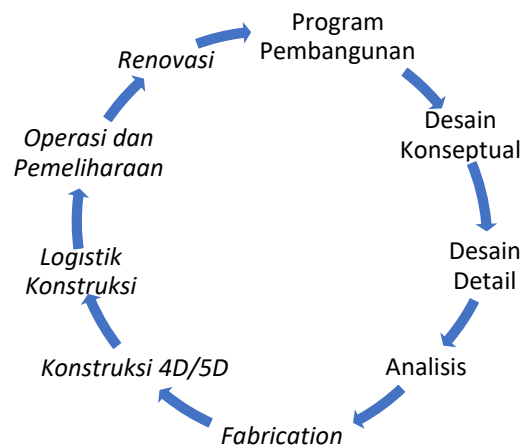 Program
Pembangunan
Desain
Konseptual
Desain
Detail
Analisis
Fabrication
Konstruksi 4D/5D
Logistik
Konstruksi
Operasi dan
Pemeliharaan
Renovasi